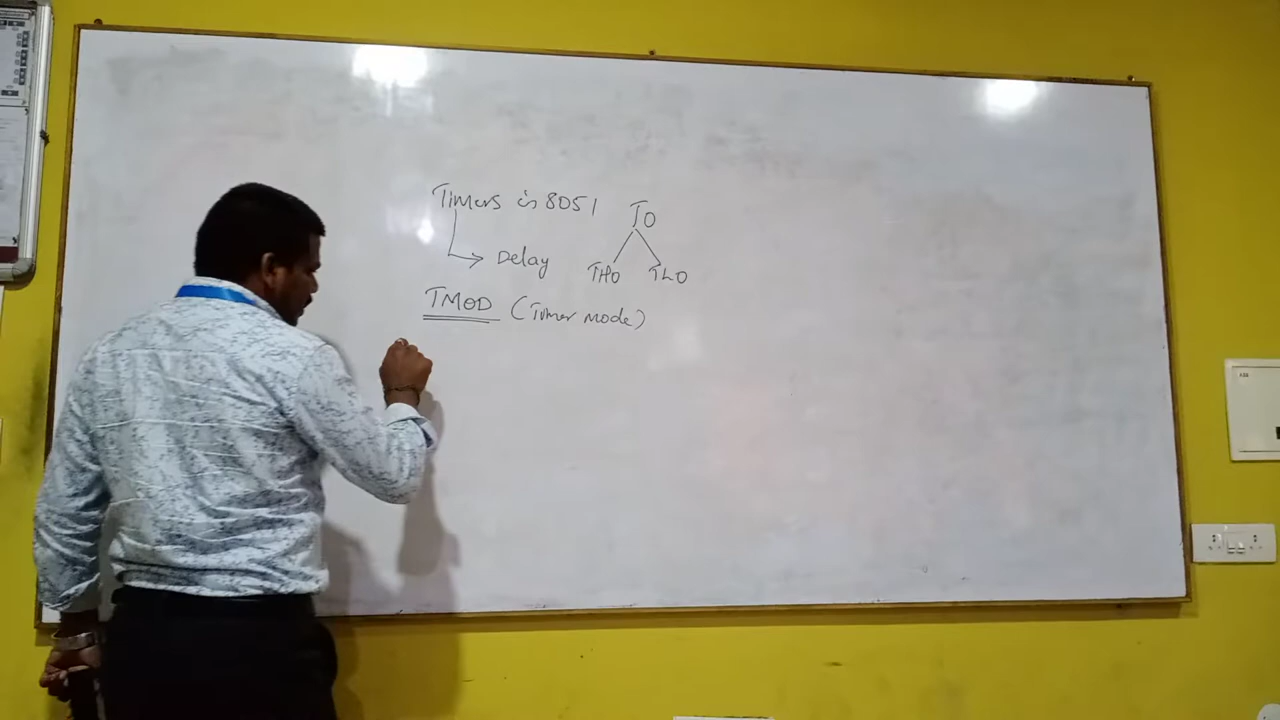 Timers in 8051
T0
Delay
TH0 TL0
TMOD (Timer mode)